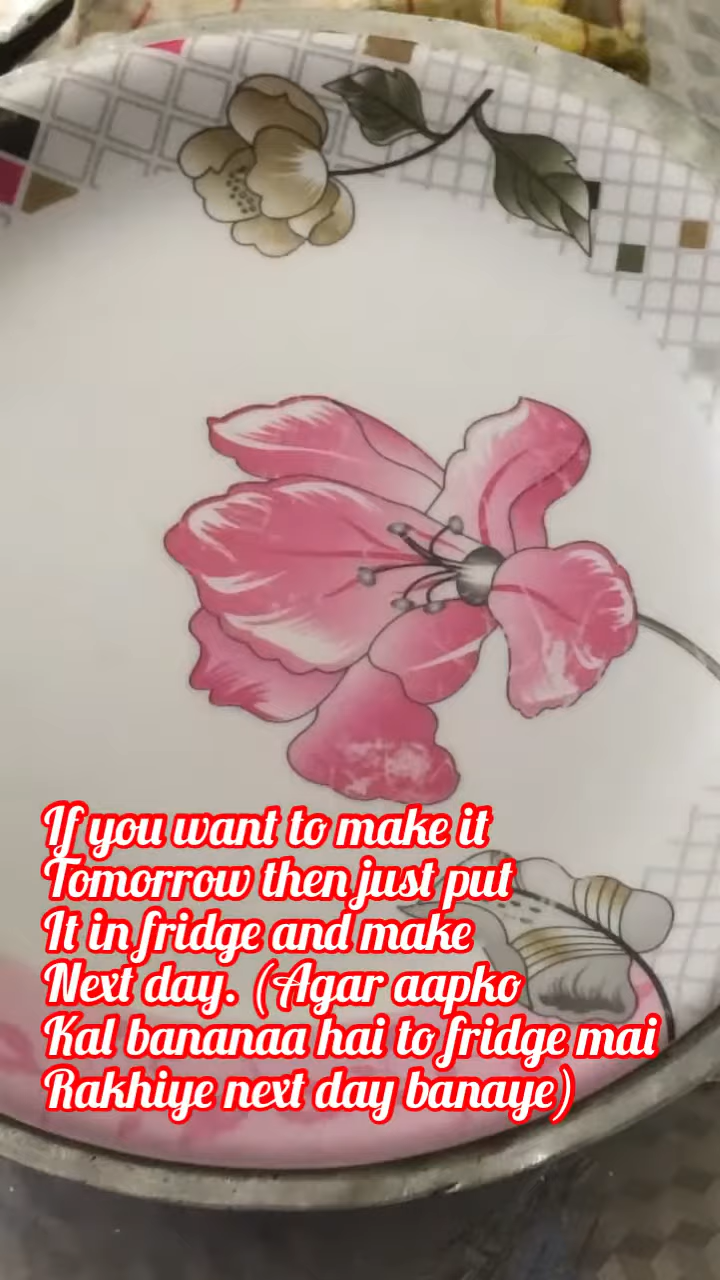 If you want to make it
Tomorrow then just put
It in fridge and make
Next day. (Agar aapko
Kal bananaa hai to fridge mai
Rakhiye next day banaye)